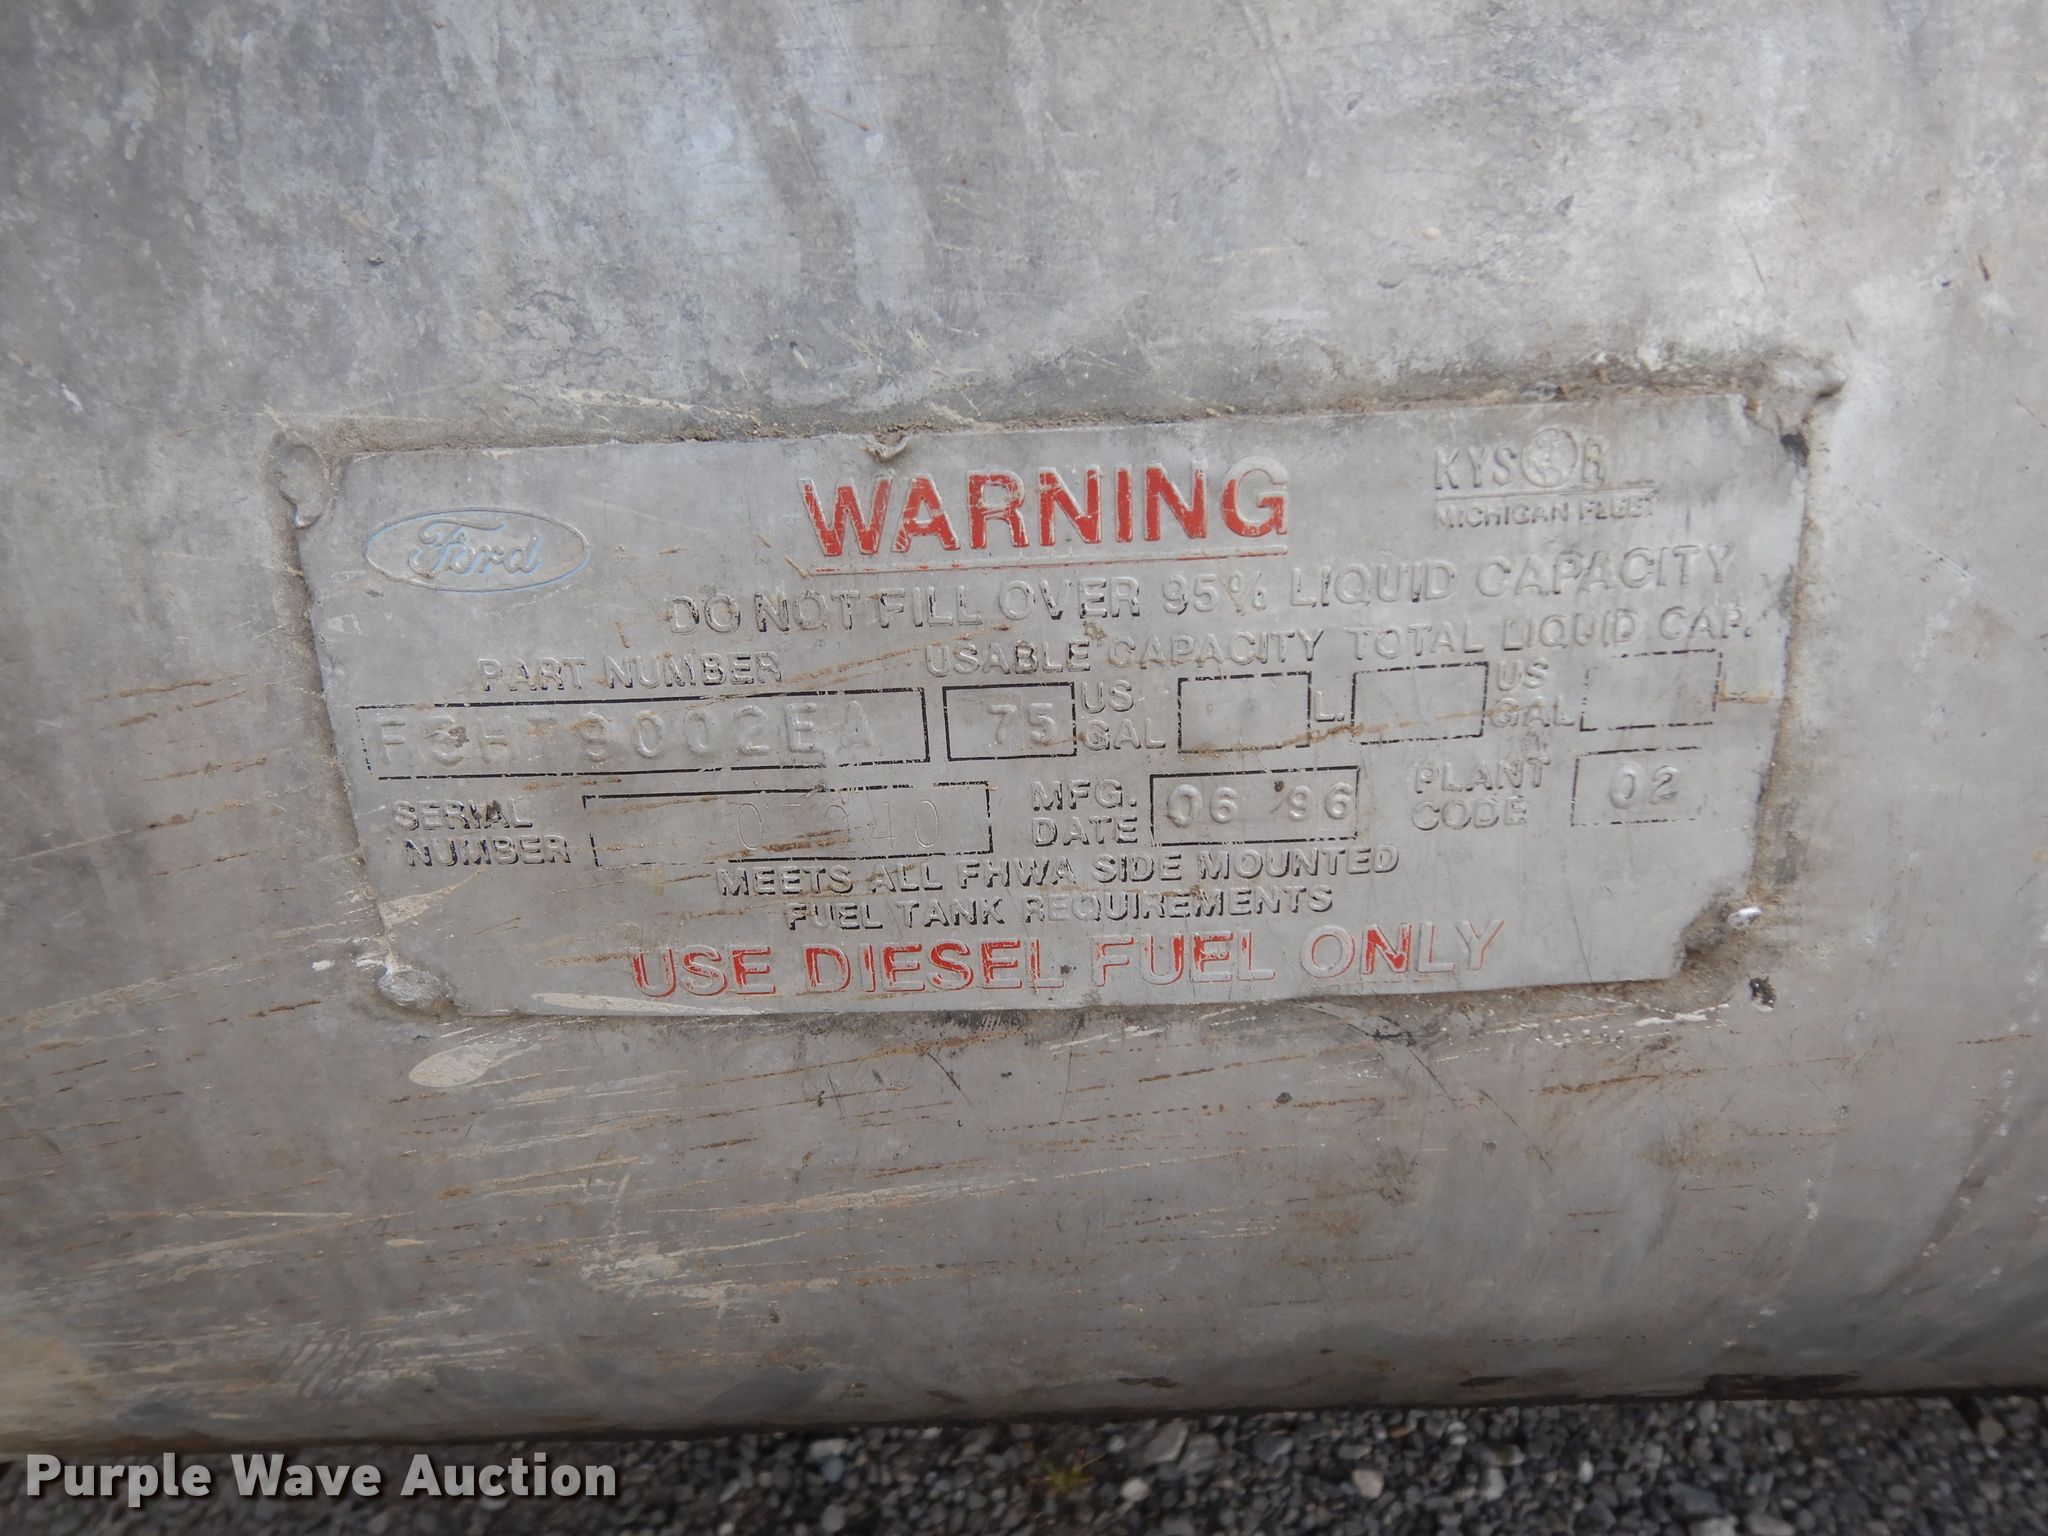 Ford
WARNING
KYSOR
MICHIGAN FLEET
DO NOT FILL OVER 95% LIQUID CAPACITY
PART NUMBER USABLE CAPACITY TOTAL LIQUID CAP.
75 US GAL L. US GAL L.
SERIAL NUMBER MFG. DATE 06 '96 PLANT CODE 02
MEETS ALL FHWA SIDE MOUNTED
FUEL TANK REQUIREMENTS
USE DIESEL FUEL ONLY
Purple Wave Auction